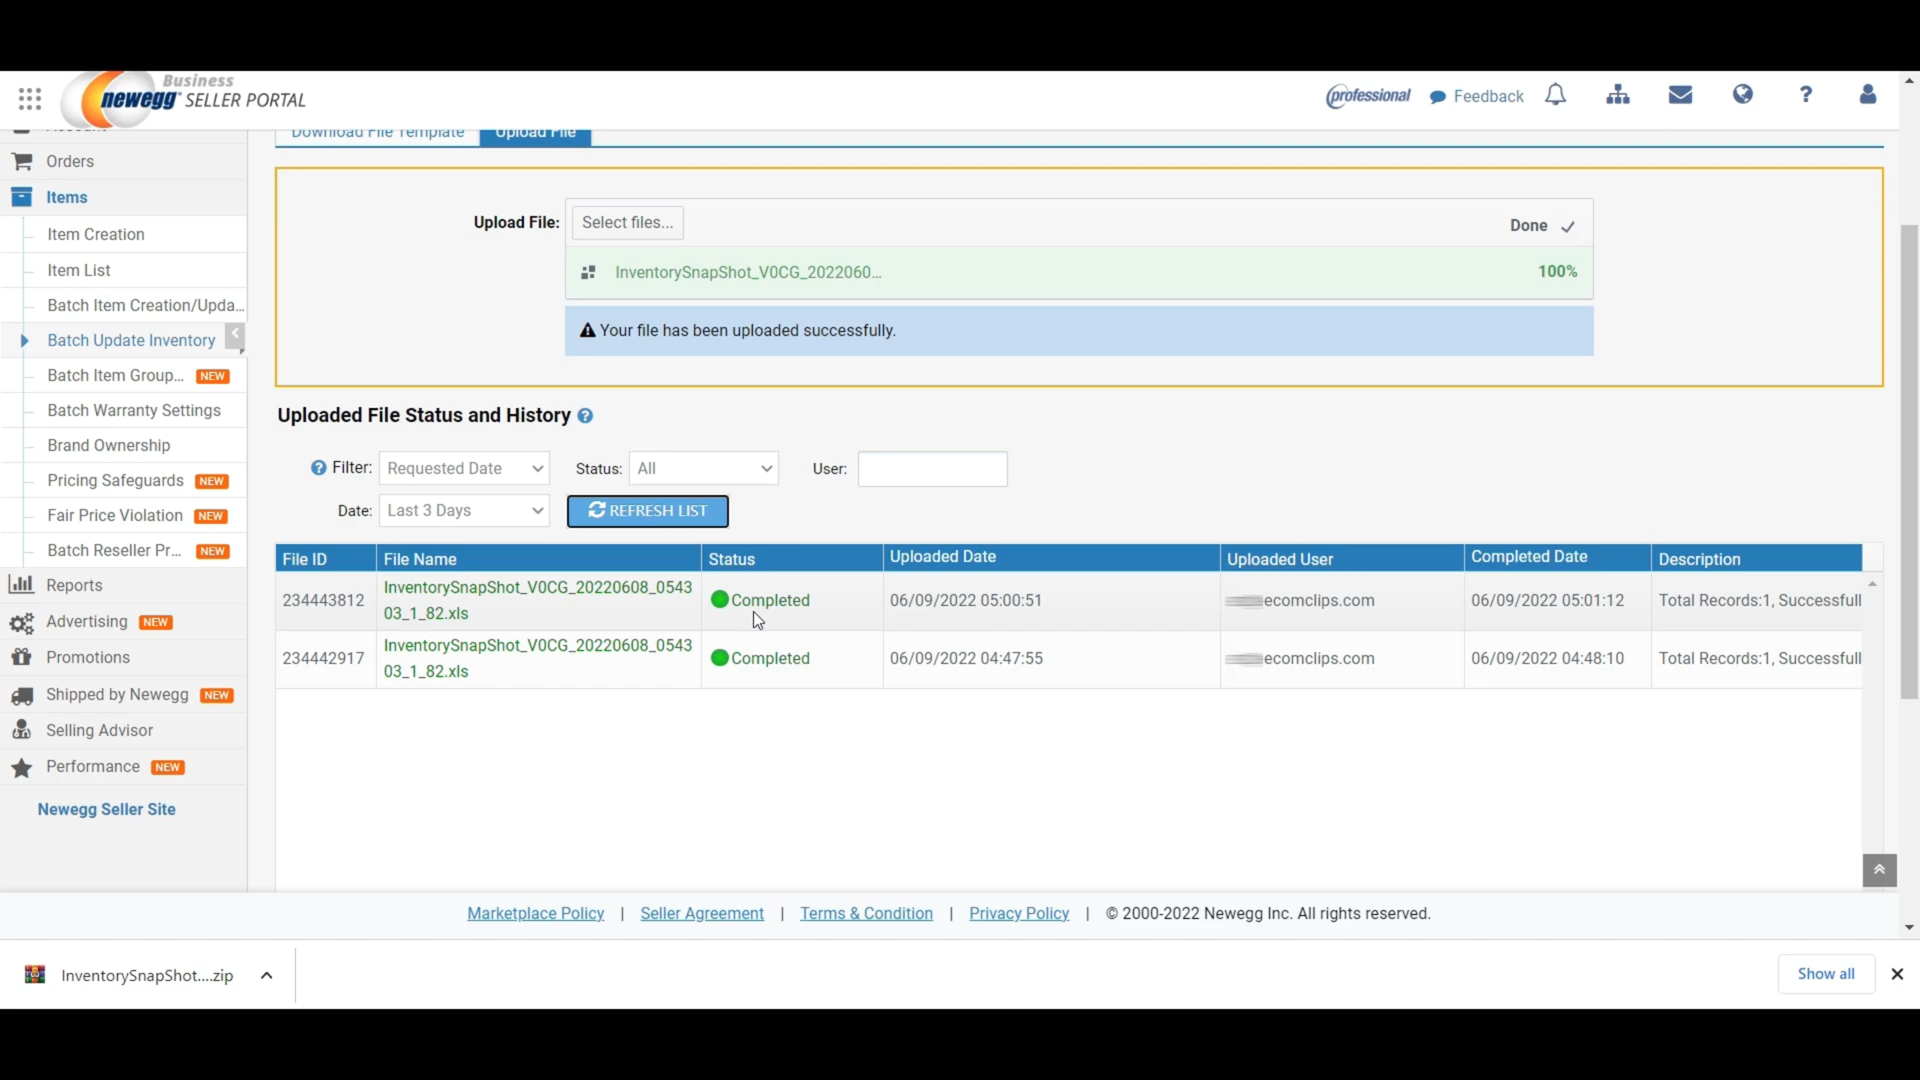 Business
newegg SELLER PORTAL
professional
Feedback
?
Download File Template
Upload File
Orders
Items
Item Creation
Item List
Batch Item Creation/Upda...
Batch Update Inventory
Batch Item Group... NEW
Batch Warranty Settings
Brand Ownership
Pricing Safeguards NEW
Fair Price Violation NEW
Batch Reseller Pr... NEW
Reports
Advertising NEW
Promotions
Shipped by Newegg NEW
Selling Advisor
Performance NEW
Newegg Seller Site
Upload File: Select files... Done
InventorySnapShot_V0CG_2022060... 100%
Your file has been uploaded successfully.
Uploaded File Status and History ?
? Filter: Requested Date Status: All User:
Date: Last 3 Days REFRESH LIST
File ID File Name Status Uploaded Date Uploaded User Completed Date Description
234443812 InventorySnapShot_V0CG_20220608_0543
03_1_82.xls Completed 06/09/2022 05:00:51 ecomclips.com 06/09/2022 05:01:12 Total Records:1, Successfull
234442917 InventorySnapShot_V0CG_20220608_0543
03_1_82.xls Completed 06/09/2022 04:47:55 ecomclips.com 06/09/2022 04:48:10 Total Records:1, Successfull
Marketplace Policy | Seller Agreement | Terms & Condition | Privacy Policy | © 2000-2022 Newegg Inc. All rights reserved.
InventorySnapShot....zip
Show all